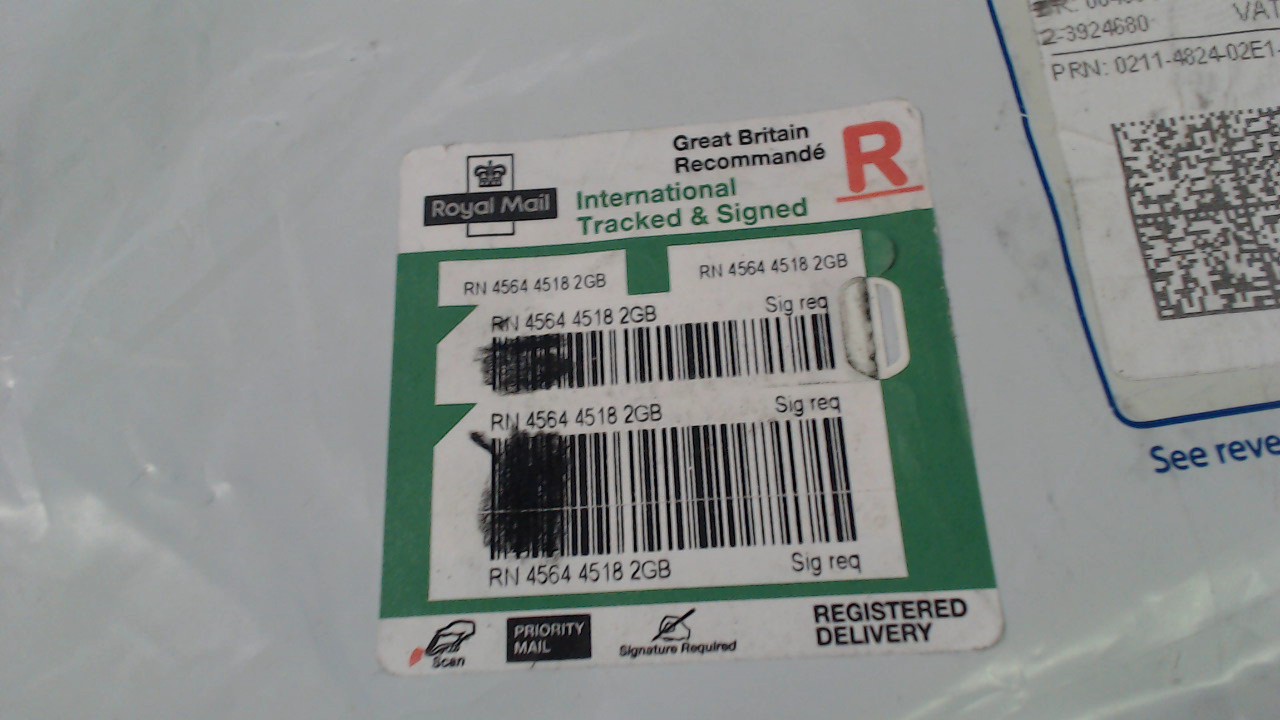 Great Britain
Recommandé
R
Royal Mail
International
Tracked & Signed
RN 4564 4518 2GB
RN 4564 4518 2GB
RN 4564 4518 2GB Sig req
RN 4564 4518 2GB Sig req
RN 4564 4518 2GB Sig req
Scan
PRIORITY
MAIL
Signature Required
REGISTERED
DELIVERY
2-3924680 VAT
PRN: 0211-4824-02E1-
See reve